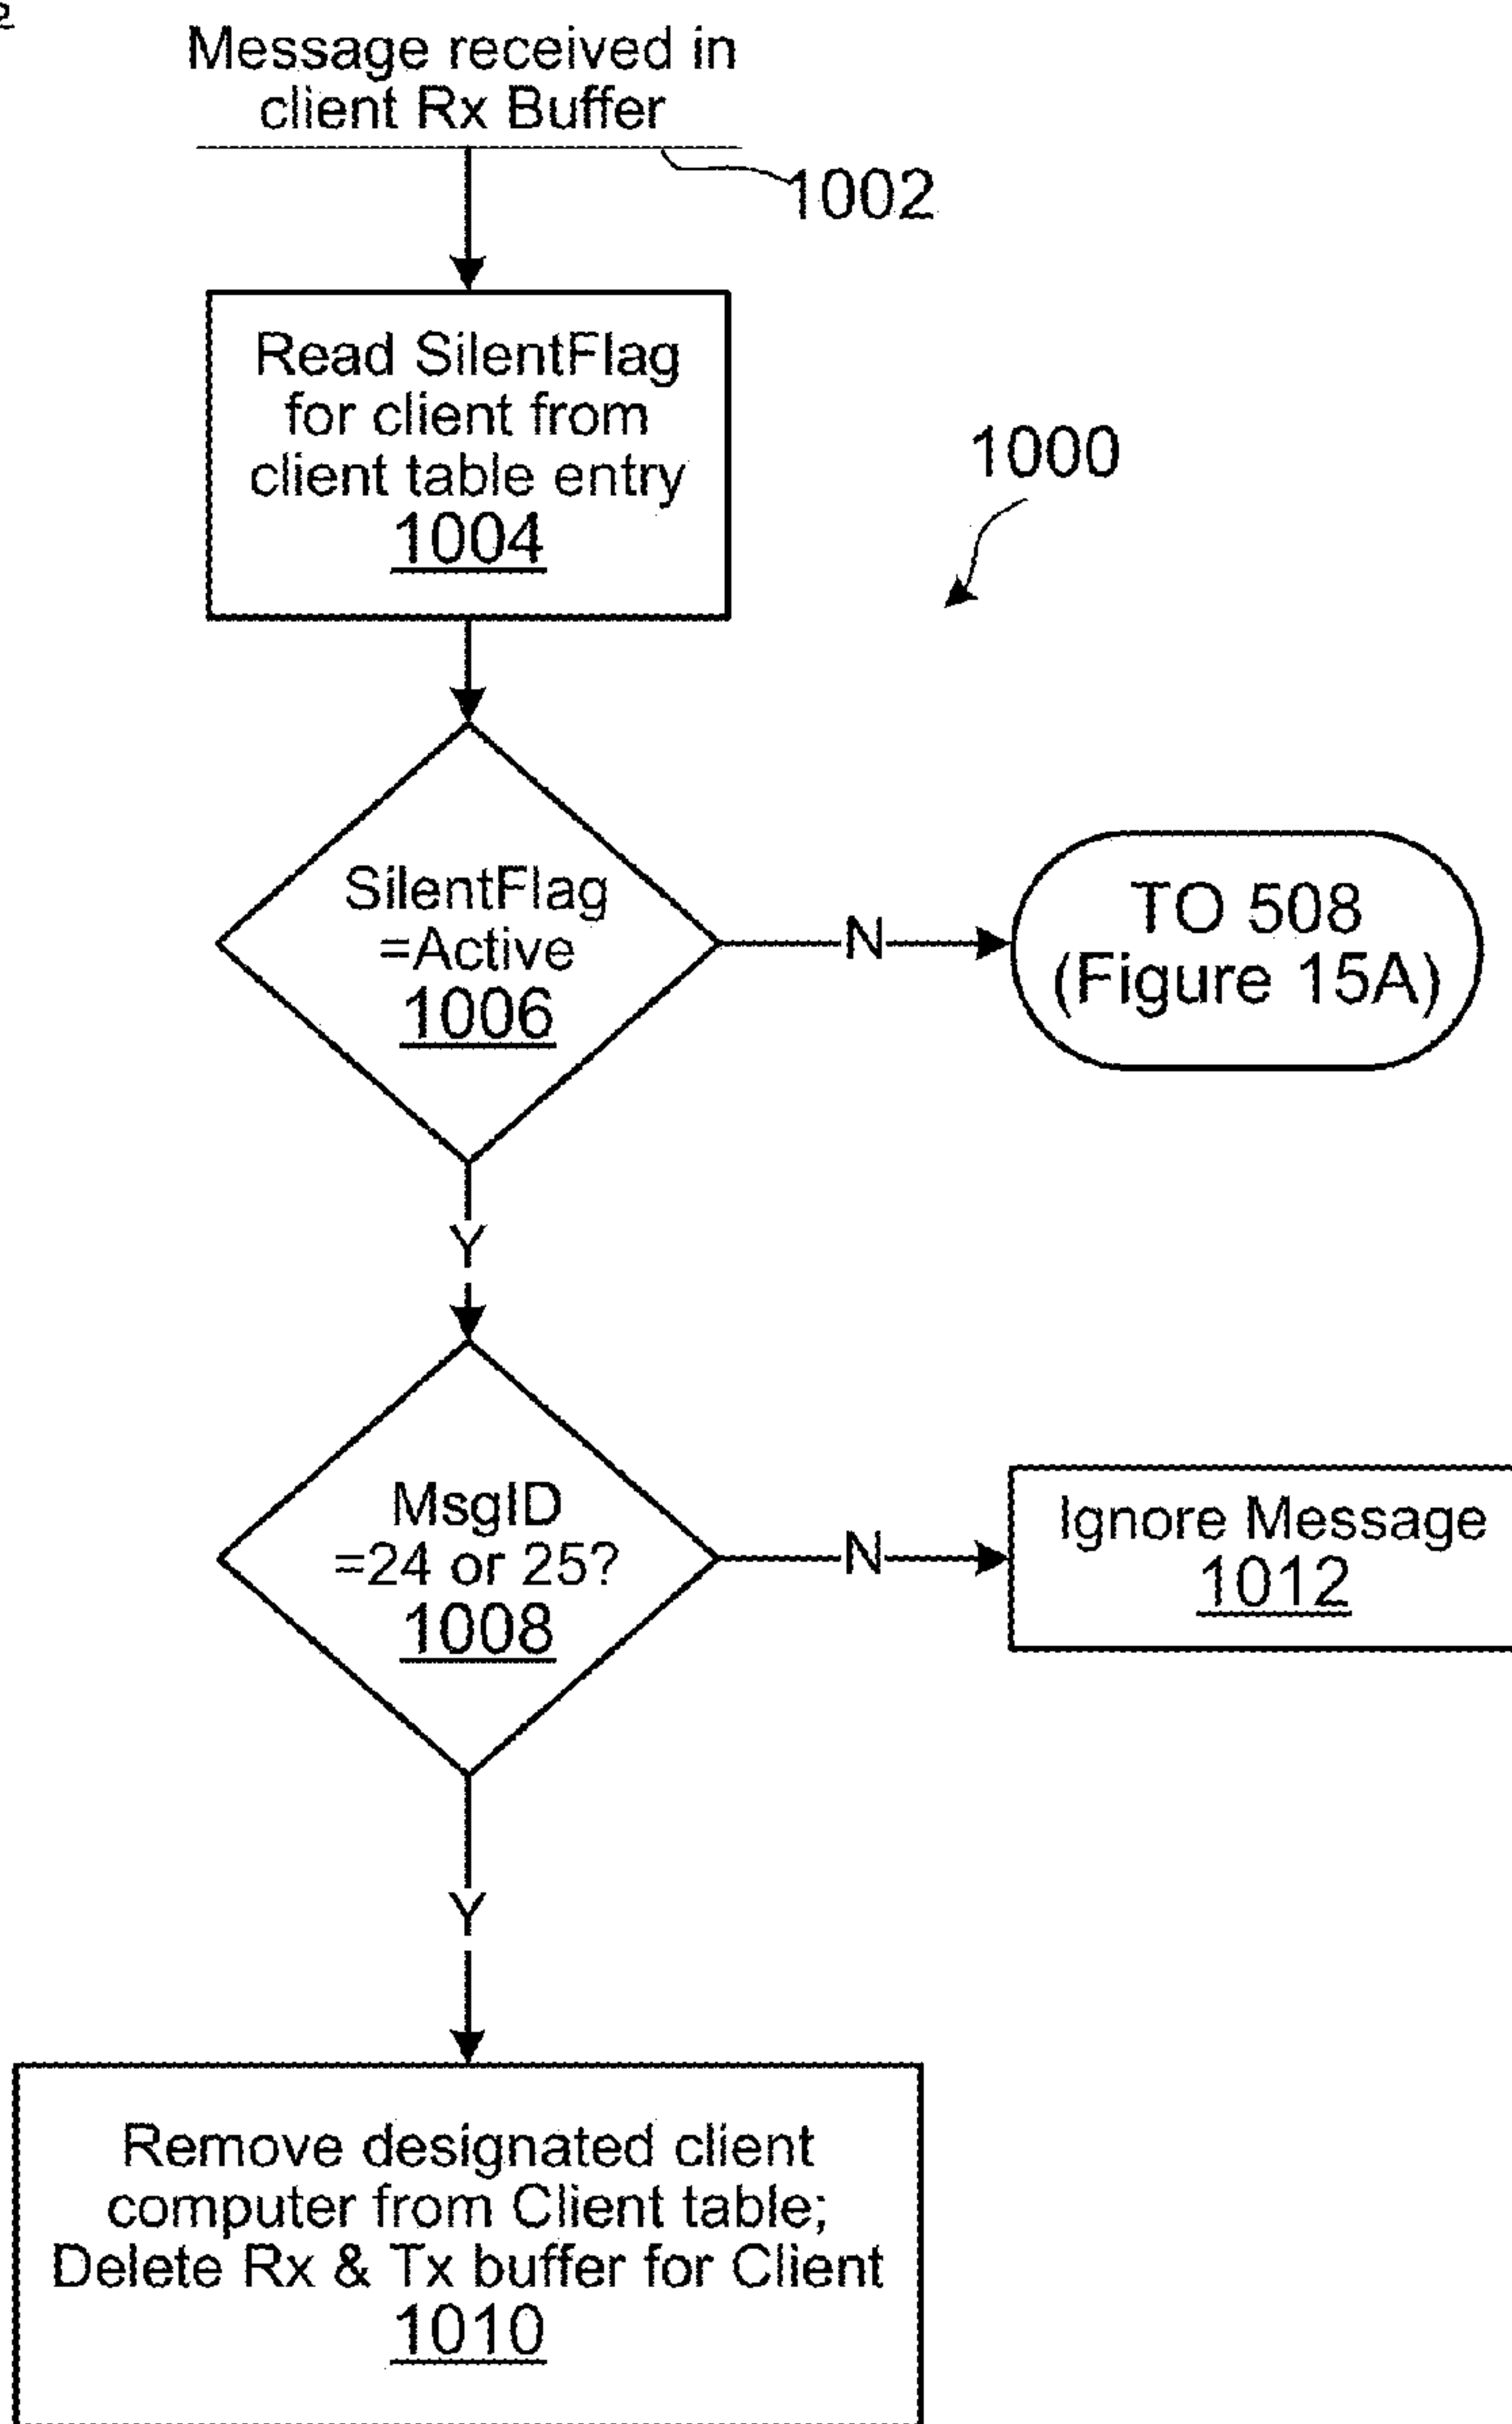 Message received in
client Rx Buffer
1002
Read SilentFlag
for client from
client table entry
1004
1000
SilentFlag
=Active
1006
N
TO 508
(Figure 15A)
Y
MsgID
=24 or 25?
1008
N
Ignore Message
1012
Y
Remove designated client
computer from Client table;
Delete Rx & Tx buffer for Client
1010